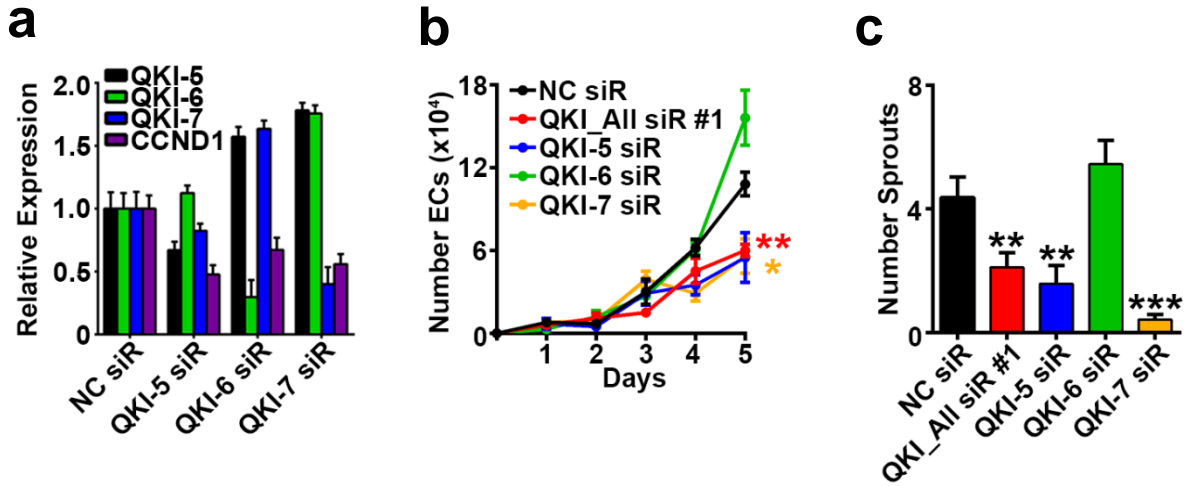 a
QKI-5
QKI-6
QKI-7
CCND1
Relative Expression
2.0
1.5
1.0
0.5
0
NC siR
QKI-5 siR
QKI-6 siR
QKI-7 siR
b
NC siR
QKI_All siR #1
QKI-5 siR
QKI-6 siR
QKI-7 siR
Number ECs (x10⁴)
18
12
6
0
**
*
1 2 3 4 5
Days
c
Number Sprouts
8
4
0
**
**
***
NC siR
QKI_All siR #1
QKI-5 siR
QKI-6 siR
QKI-7 siR